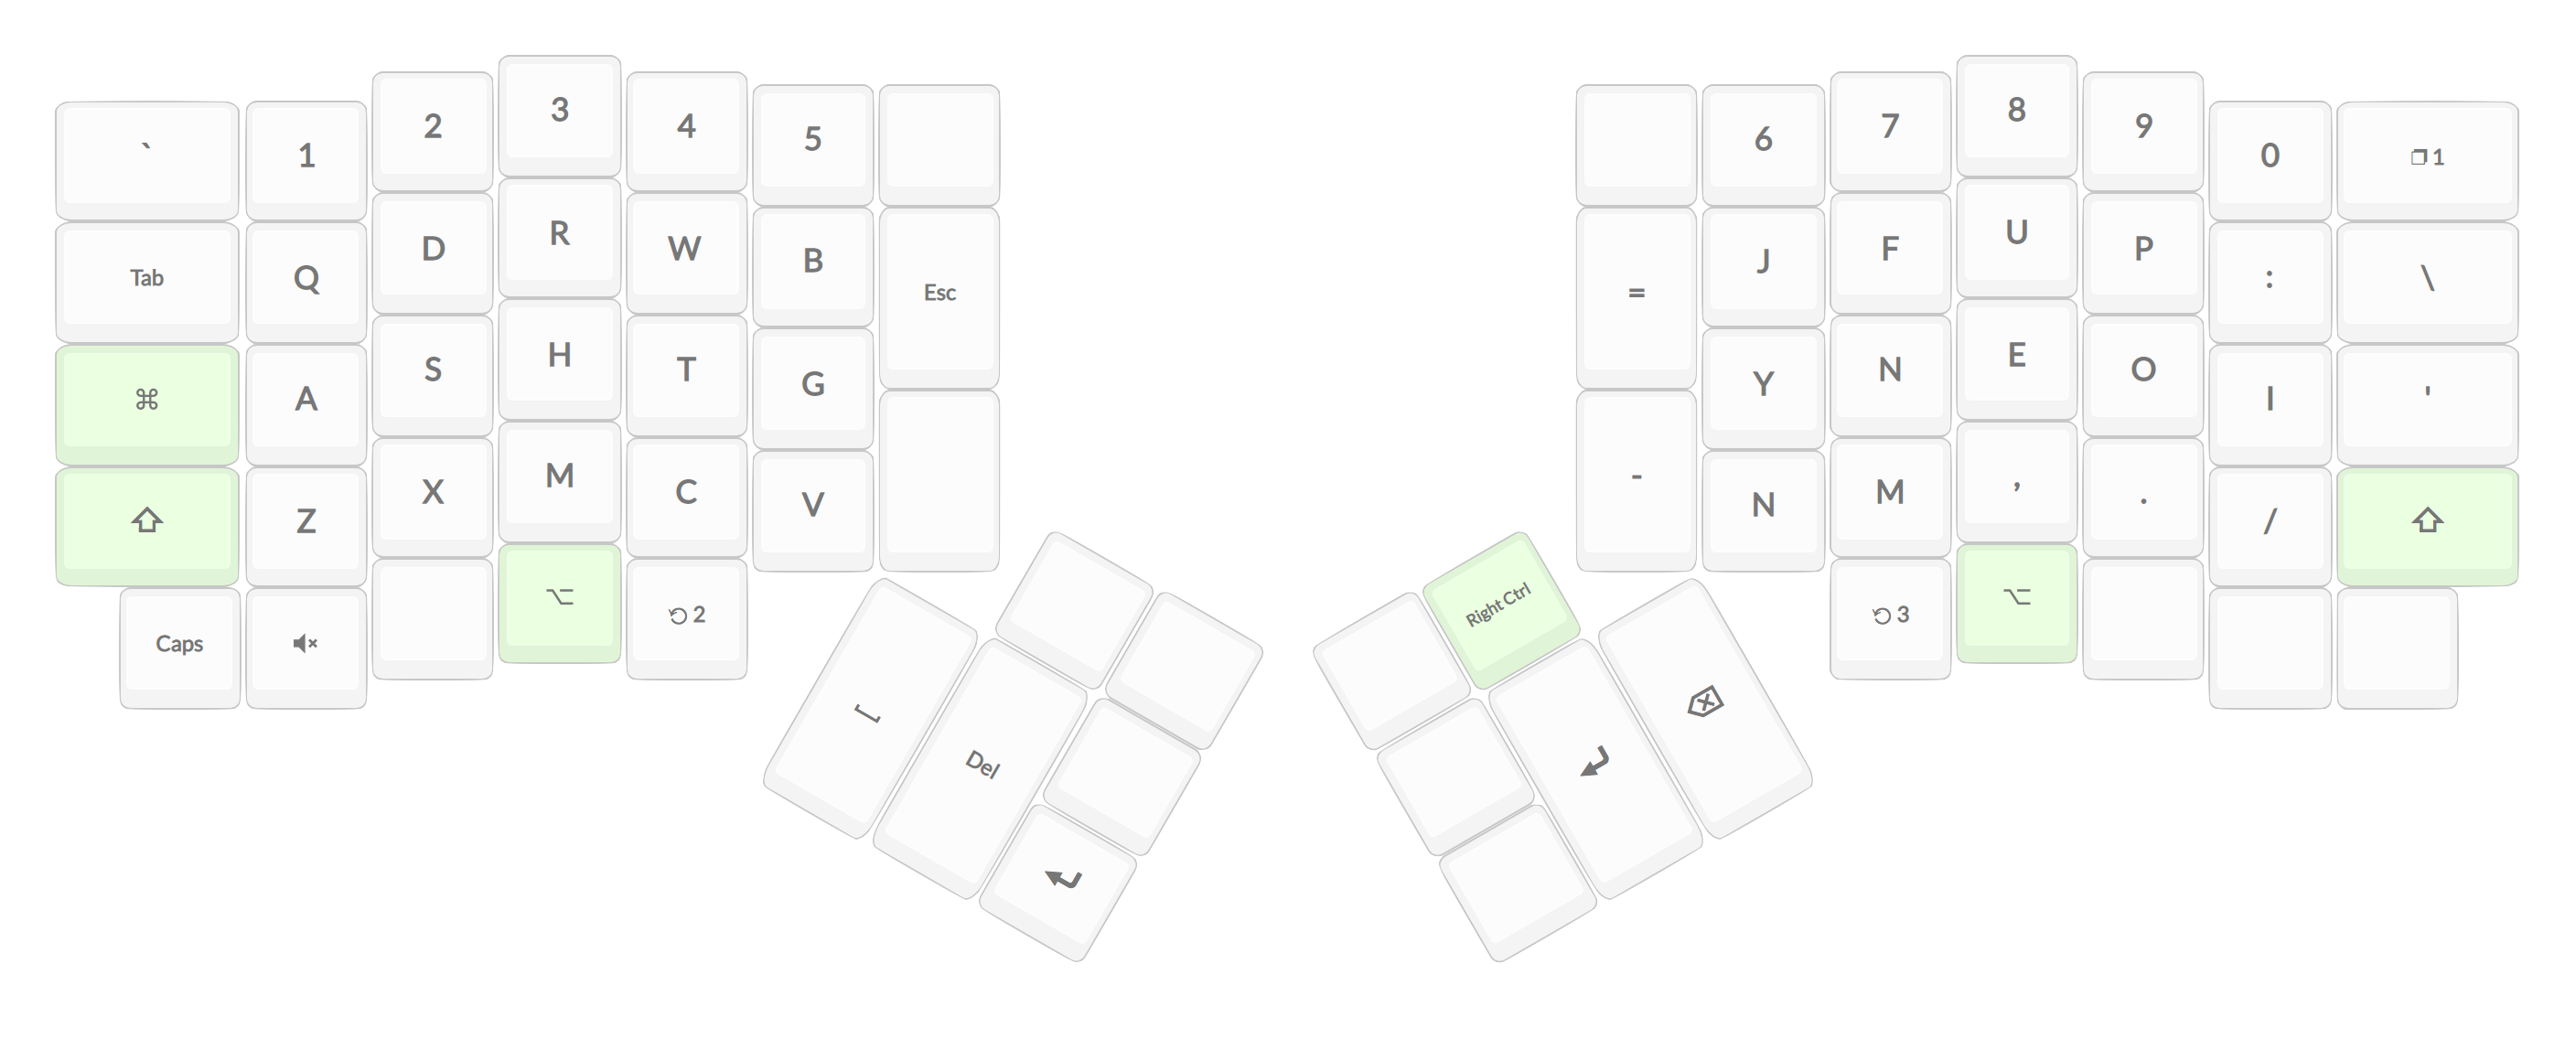 ` 1 2 3 4 5 6 7 8 9 0 1
Tab Q D R W B Esc = J F U P : \
⌘ A S H T G Y N E O I '
⇧ Z X M C V - N M , . / ⇧
Caps ⌥ 2 3 ⌥
[ Del Right Ctrl